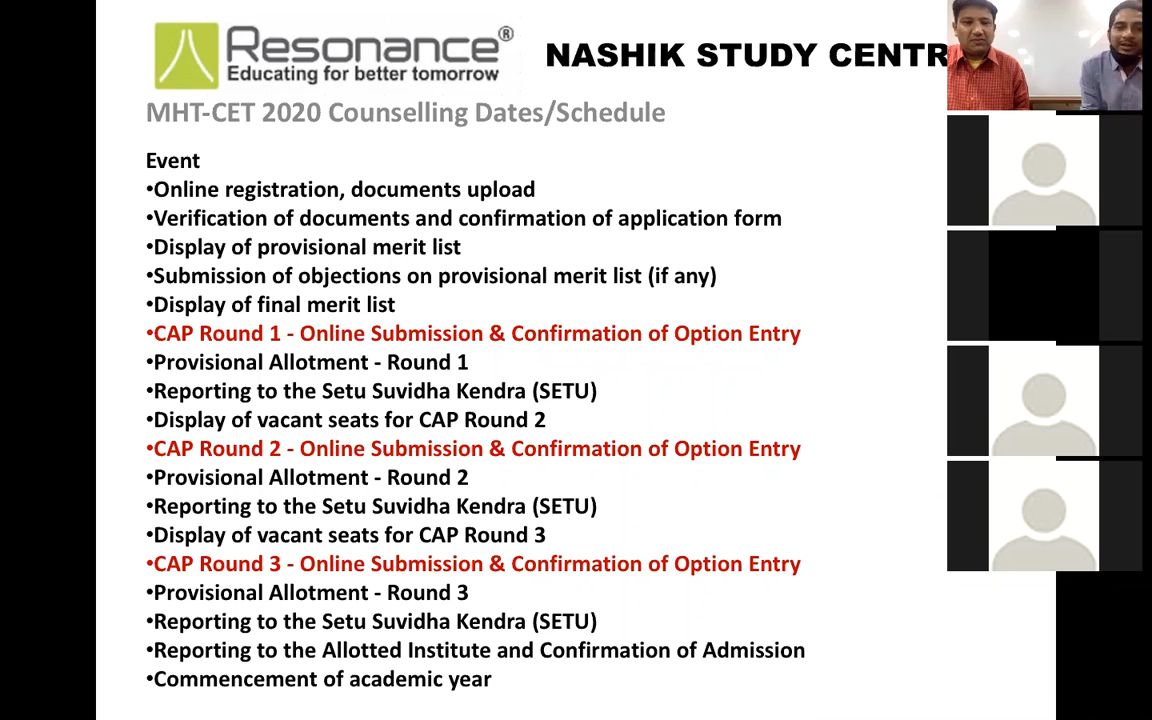 Resonance®
Educating for better tomorrow
NASHIK STUDY CENTR
MHT-CET 2020 Counselling Dates/Schedule
Event
•Online registration, documents upload
•Verification of documents and confirmation of application form
•Display of provisional merit list
•Submission of objections on provisional merit list (if any)
•Display of final merit list
•CAP Round 1 - Online Submission & Confirmation of Option Entry
•Provisional Allotment - Round 1
•Reporting to the Setu Suvidha Kendra (SETU)
•Display of vacant seats for CAP Round 2
•CAP Round 2 - Online Submission & Confirmation of Option Entry
•Provisional Allotment - Round 2
•Reporting to the Setu Suvidha Kendra (SETU)
•Display of vacant seats for CAP Round 3
•CAP Round 3 - Online Submission & Confirmation of Option Entry
•Provisional Allotment - Round 3
•Reporting to the Setu Suvidha Kendra (SETU)
•Reporting to the Allotted Institute and Confirmation of Admission
•Commencement of academic year